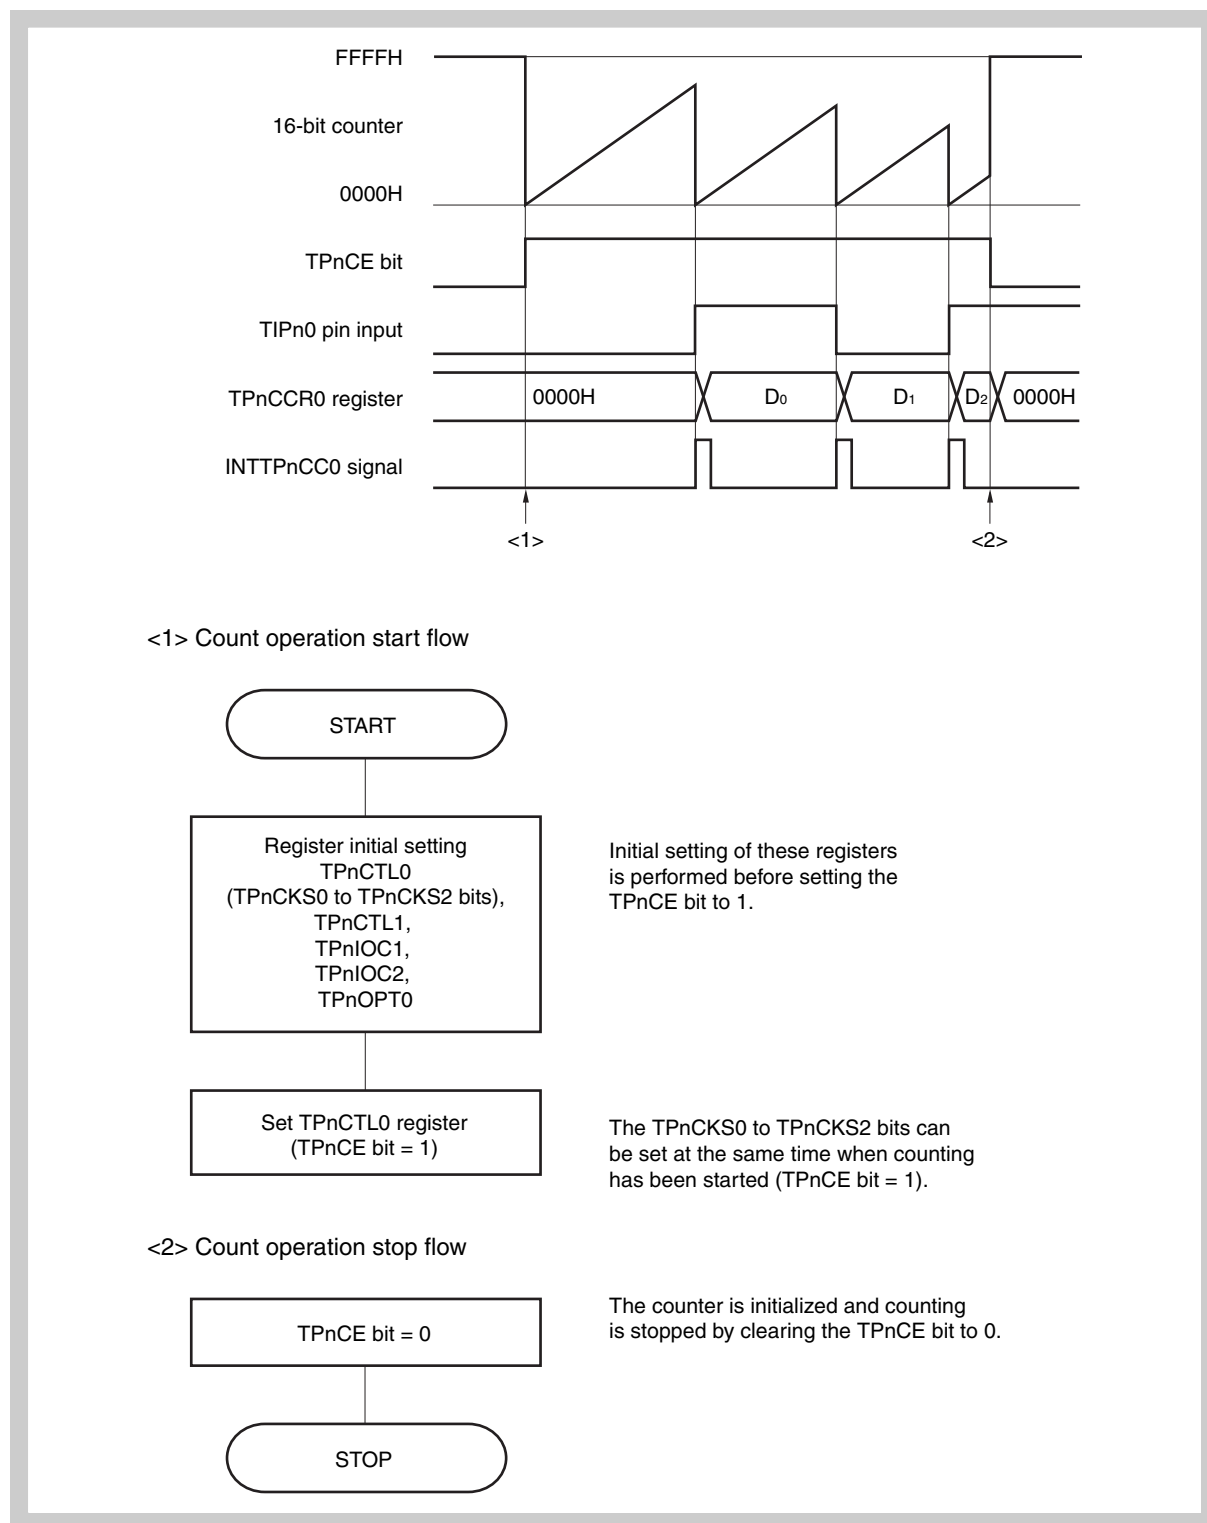 FFFFH
16-bit counter
0000H
TPnCE bit
TIPn0 pin input
TPnCCR0 register
0000H D0 D1 D2 0000H
INTTPnCC0 signal
<1> <2>
<1> Count operation start flow
START
Register initial setting
TPnCTL0
(TPnCKS0 to TPnCKS2 bits),
TPnCTL1,
TPnIOC1,
TPnIOC2,
TPnOPT0
Initial setting of these registers
is performed before setting the
TPnCE bit to 1.
Set TPnCTL0 register
(TPnCE bit = 1)
The TPnCKS0 to TPnCKS2 bits can
be set at the same time when counting
has been started (TPnCE bit = 1).
<2> Count operation stop flow
TPnCE bit = 0
The counter is initialized and counting
is stopped by clearing the TPnCE bit to 0.
STOP